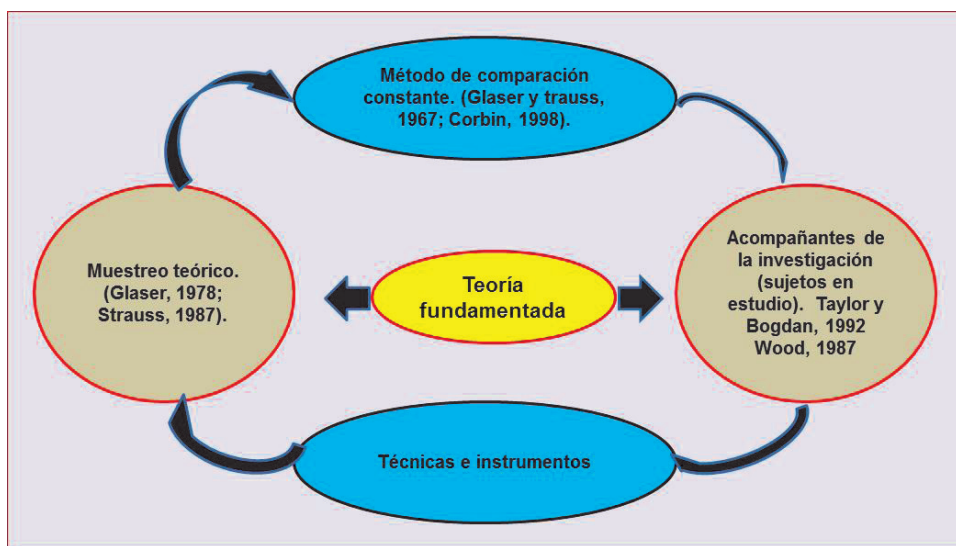 Método de comparación
constante. (Glaser y trauss,
1967; Corbin, 1998).
Muestreo teórico.
(Glaser, 1978;
Strauss, 1987).
Teoría
fundamentada
Acompañantes de
la investigación
(sujetos en
estudio). Taylor y
Bogdan, 1992
Wood, 1987
Técnicas e instrumentos